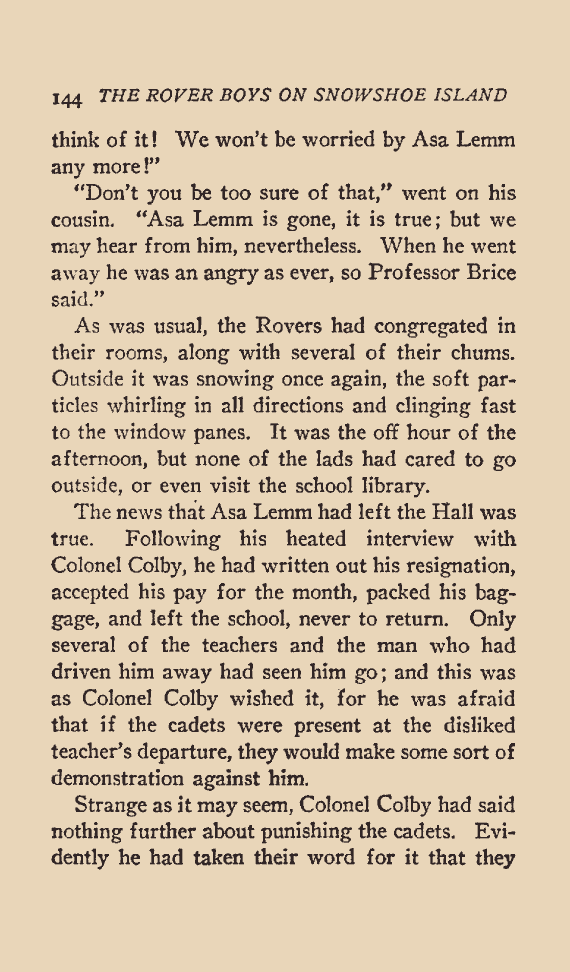 144 THE ROVER BOYS ON SNOWSHOE ISLAND
think of it! We won't be worried by Asa Lemm
any more!"
"Don't you be too sure of that," went on his
cousin. "Asa Lemm is gone, it is true; but we
may hear from him, nevertheless. When he went
away he was an angry as ever, so Professor Brice
said."
As was usual, the Rovers had congregated in
their rooms, along with several of their chums.
Outside it was snowing once again, the soft par-
ticles whirling in all directions and clinging fast
to the window panes. It was the off hour of the
afternoon, but none of the lads had cared to go
outside, or even visit the school library.
The news that Asa Lemm had left the Hall was
true. Following his heated interview with
Colonel Colby, he had written out his resignation,
accepted his pay for the month, packed his bag-
gage, and left the school, never to return. Only
several of the teachers and the man who had
driven him away had seen him go; and this was
as Colonel Colby wished it, for he was afraid
that if the cadets were present at the disliked
teacher's departure, they would make some sort of
demonstration against him.
Strange as it may seem, Colonel Colby had said
nothing further about punishing the cadets. Evi-
dently he had taken their word for it that they